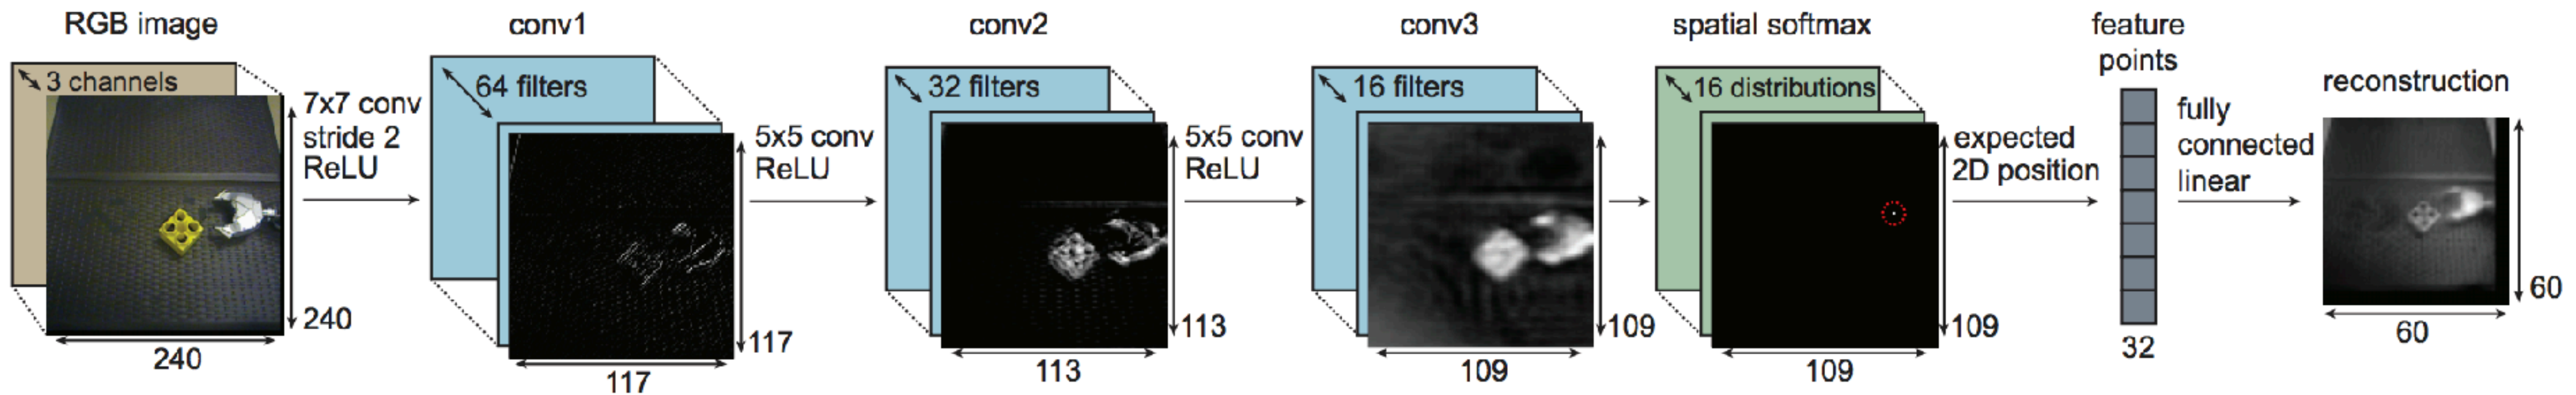 RGB image
3 channels
240
240
7x7 conv
stride 2
ReLU
conv1
64 filters
117
117
5x5 conv
ReLU
conv2
32 filters
113
113
5x5 conv
ReLU
conv3
16 filters
109
109
spatial softmax
16 distributions
109
109
expected
2D position
feature
points
32
fully
connected
linear
reconstruction
60
60